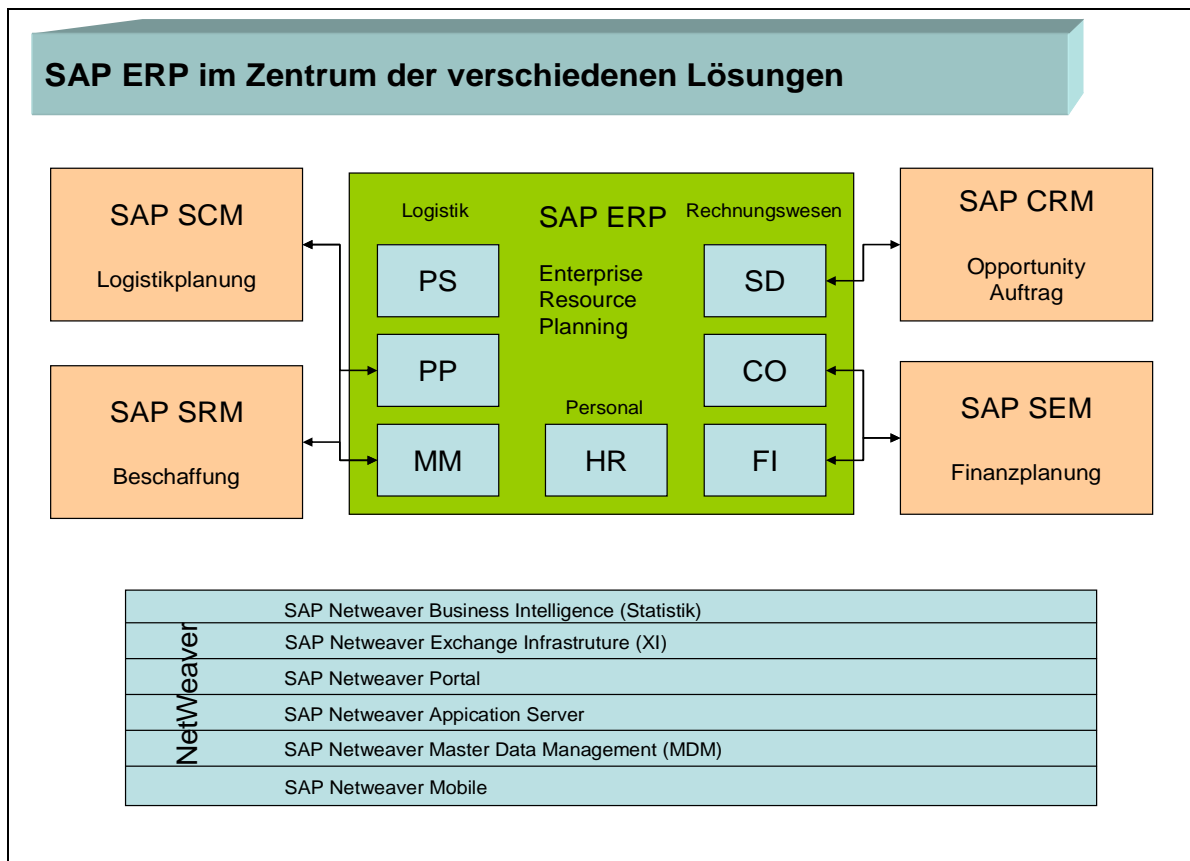 SAP ERP im Zentrum der verschiedenen Lösungen
SAP SCM
Logistikplanung
SAP SRM
Beschaffung
Logistik
SAP ERP
Rechnungswesen
PS
Enterprise
Resource
Planning
SD
PP
CO
Personal
MM
HR
FI
SAP CRM
Opportunity
Auftrag
SAP SEM
Finanzplanung
NetWeaver
SAP Netweaver Business Intelligence (Statistik)
SAP Netweaver Exchange Infrastruture (XI)
SAP Netweaver Portal
SAP Netweaver Appication Server
SAP Netweaver Master Data Management (MDM)
SAP Netweaver Mobile